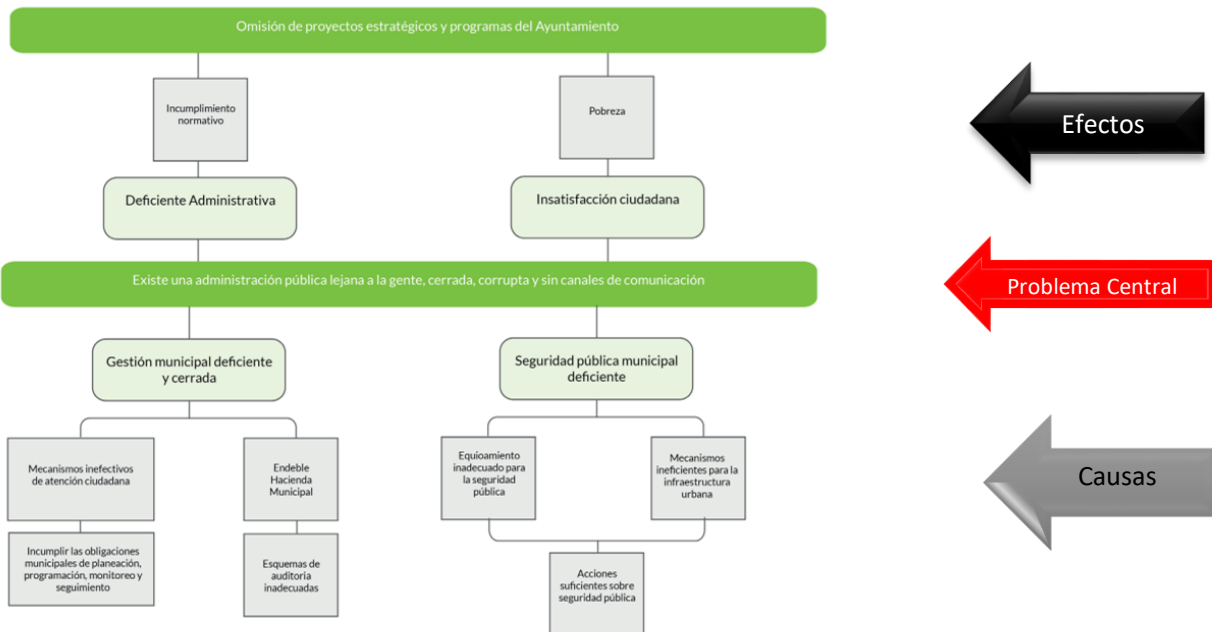 Omisión de proyectos estratégicos y programas del Ayuntamiento
Incumplimiento
normativo
Pobreza
Efectos
Deficiente Administrativa
Insatisfacción ciudadana
Existe una administración pública lejana a la gente, cerrada, corrupta y sin canales de comunicación
Problema Central
Gestión municipal deficiente
y cerrada
Seguridad pública municipal
deficiente
Mecanismos inefectivos
de atención ciudadana
Endeble
Hacienda
Municipal
Equioamiento
inadecuado para
la seguridad
pública
Mecanismos
ineficientes para la
infraestructura
urbana
Causas
Incumplir las obligaciones
municipales de planeación,
programación, monitoreo y
seguimiento
Esquemas de
auditoria
inadecuadas
Acciones
suficientes sobre
seguridad pública